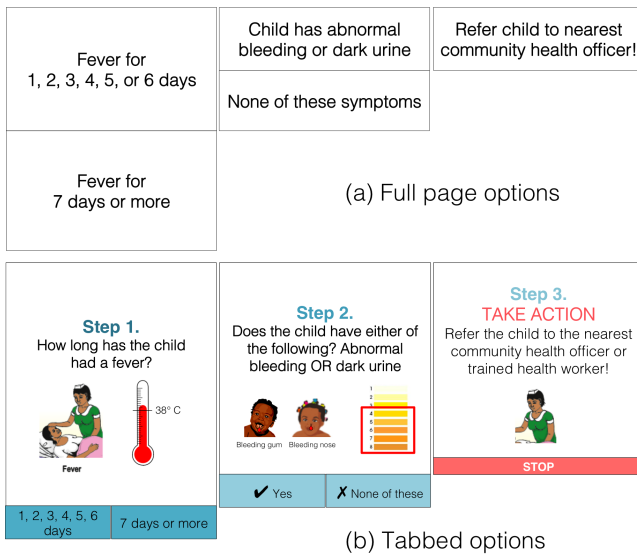 Fever for
1, 2, 3, 4, 5, or 6 days
Child has abnormal
bleeding or dark urine
Refer child to nearest
community health officer!
None of these symptoms
Fever for
7 days or more
(a) Full page options
Step 1.
How long has the child
had a fever?
38° C
Fever
1, 2, 3, 4, 5, 6
days
7 days or more
Step 2.
Does the child have either of
the following? Abnormal
bleeding OR dark urine
Bleeding gum
Bleeding nose
1
2
3
4
5
6
7
8
✔ Yes
✗ None of these
Step 3.
TAKE ACTION
Refer the child to the nearest
community health officer or
trained health worker!
STOP
(b) Tabbed options